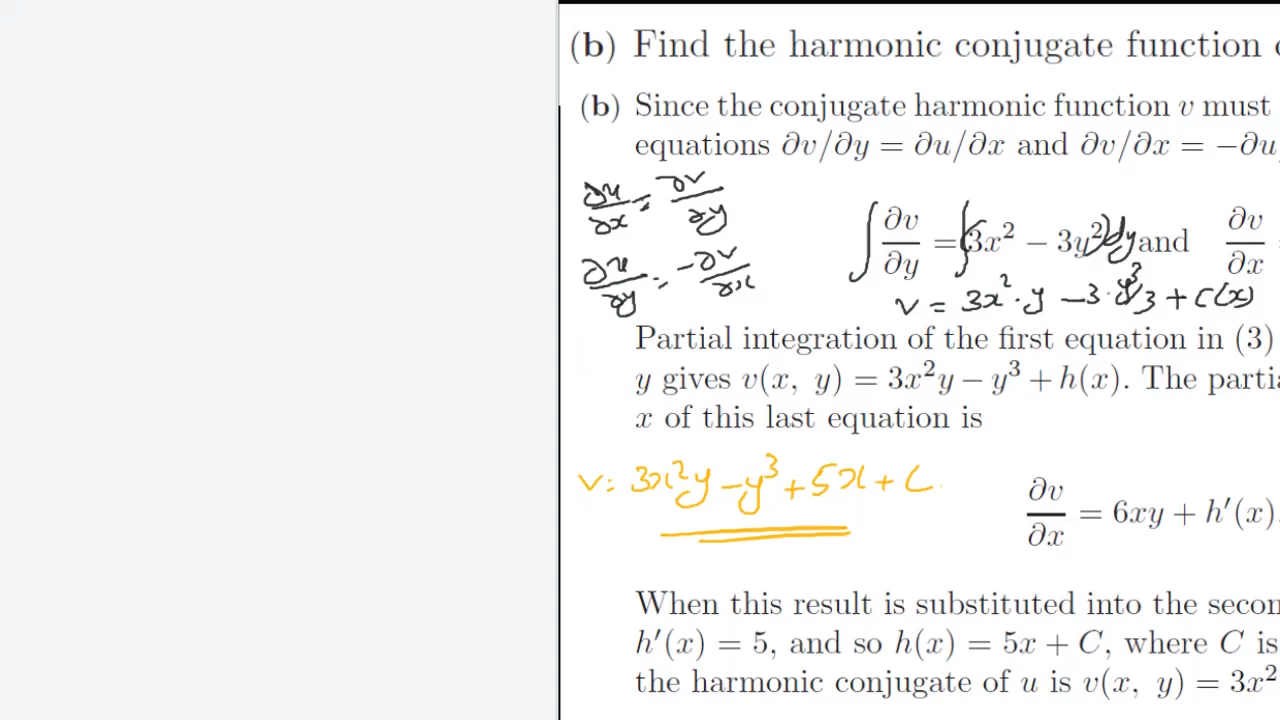 (b) Find the harmonic conjugate function
(b) Since the conjugate harmonic function v must
equations ∂v/∂y = ∂u/∂x and ∂v/∂x = −∂u
∂u/∂x = ∂v/∂y
∫ ∂v/∂y = ∫(3x² − 3y²)dy and ∂v/∂x =
∂u/∂y = −∂v/∂x
v = 3x²·y − 3·y³/3 + C(x)
Partial integration of the first equation in (3)
y gives v(x, y) = 3x²y − y³ + h(x). The
x of this last equation is
v = 3x²y − y³ + 5x + C.
∂v/∂x = 6xy + h′(x)
When this result is substituted into the
h′(x) = 5, and so h(x) = 5x + C, where C is
the harmonic conjugate of u is v(x, y) = 3x²